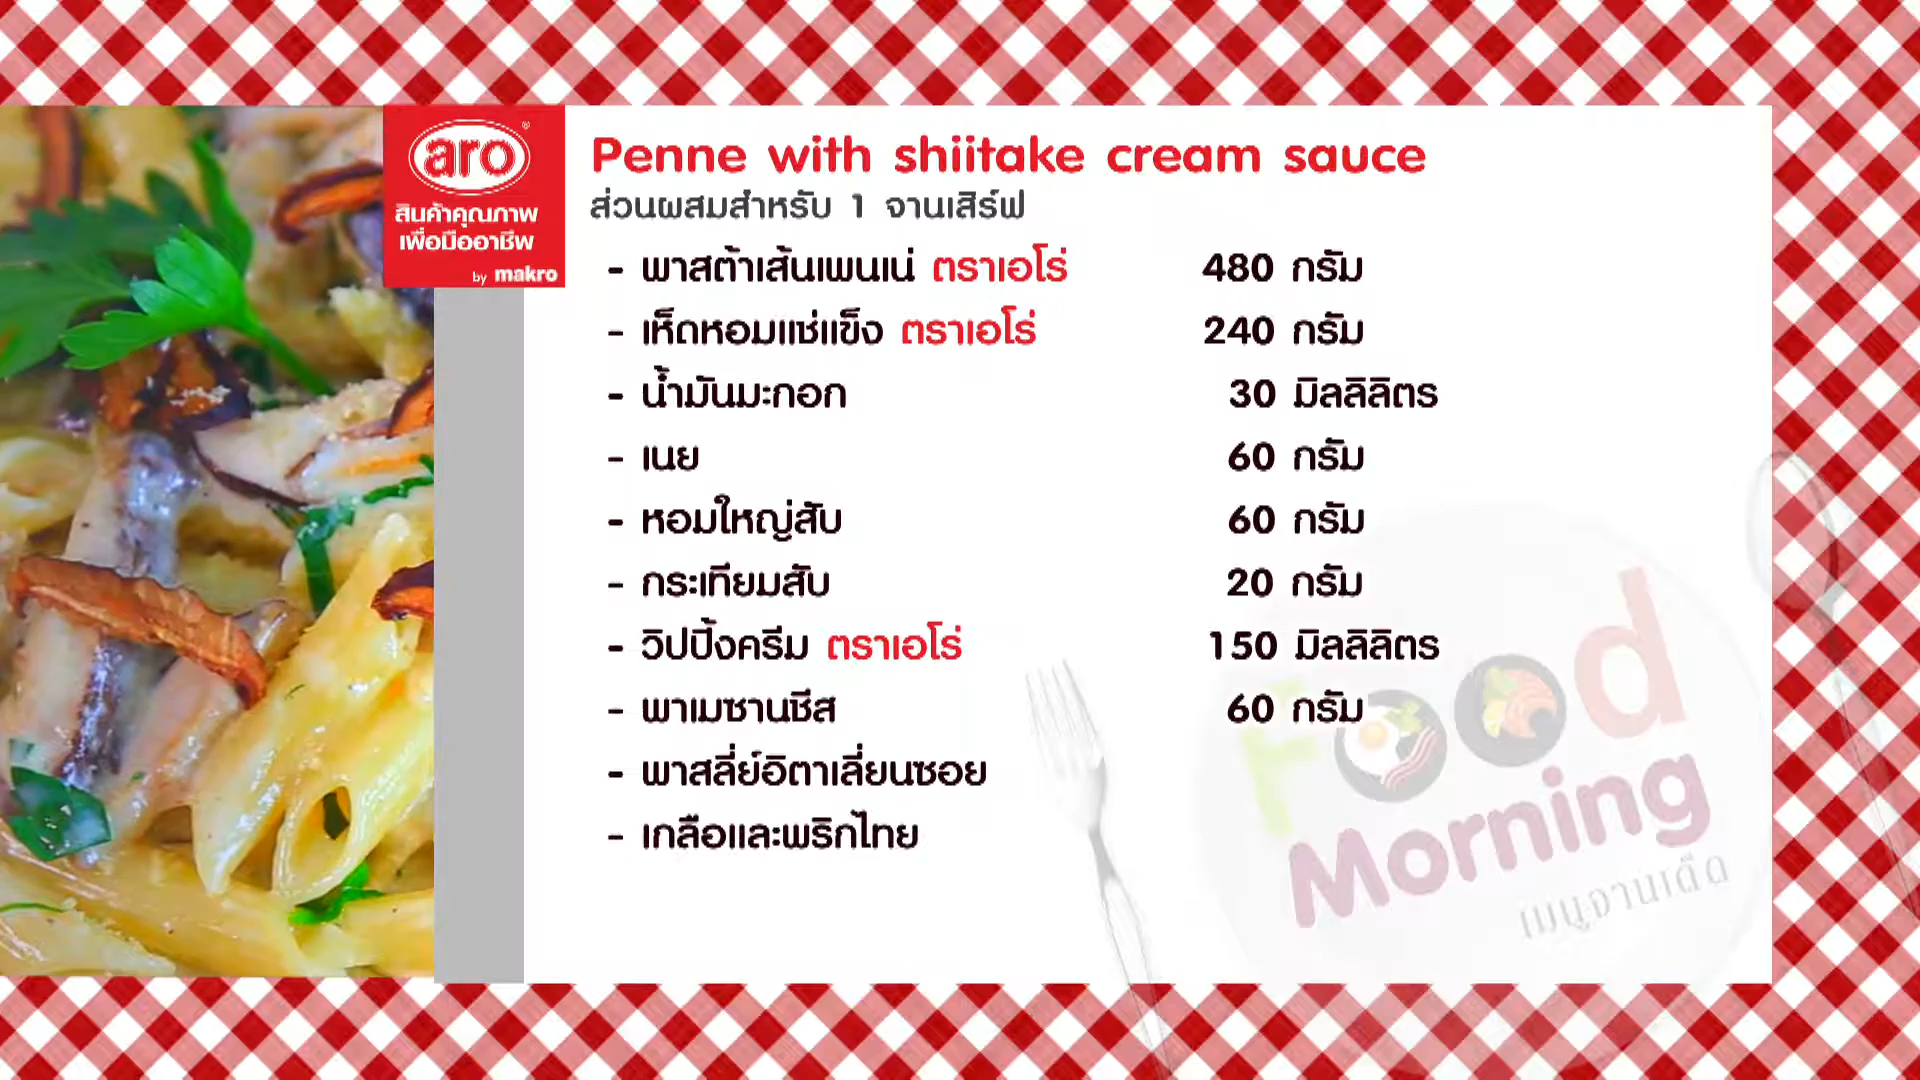 aro®
สินค้าคุณภาพ
เพื่อมืออาชีพ
by makro
Penne with shiitake cream sauce
ส่วนผสมสำหรับ 1 จานเสิร์ฟ
- พาสต้าเส้นเพนเน่ ตราเอโร่ 480 กรัม
- เห็ดหอมแช่แข็ง ตราเอโร่ 240 กรัม
- น้ำมันมะกอก 30 มิลลิลิตร
- เนย 60 กรัม
- หอมใหญ่สับ 60 กรัม
- กระเทียมสับ 20 กรัม
- วิปปิ้งครีม ตราเอโร่ 150 มิลลิลิตร
- พาเมซานชีส 60 กรัม
- พาสลี่ย์อิตาเลี่ยนซอย
- เกลือและพริกไทย
Food
Morning
เมนูจานเด็ด